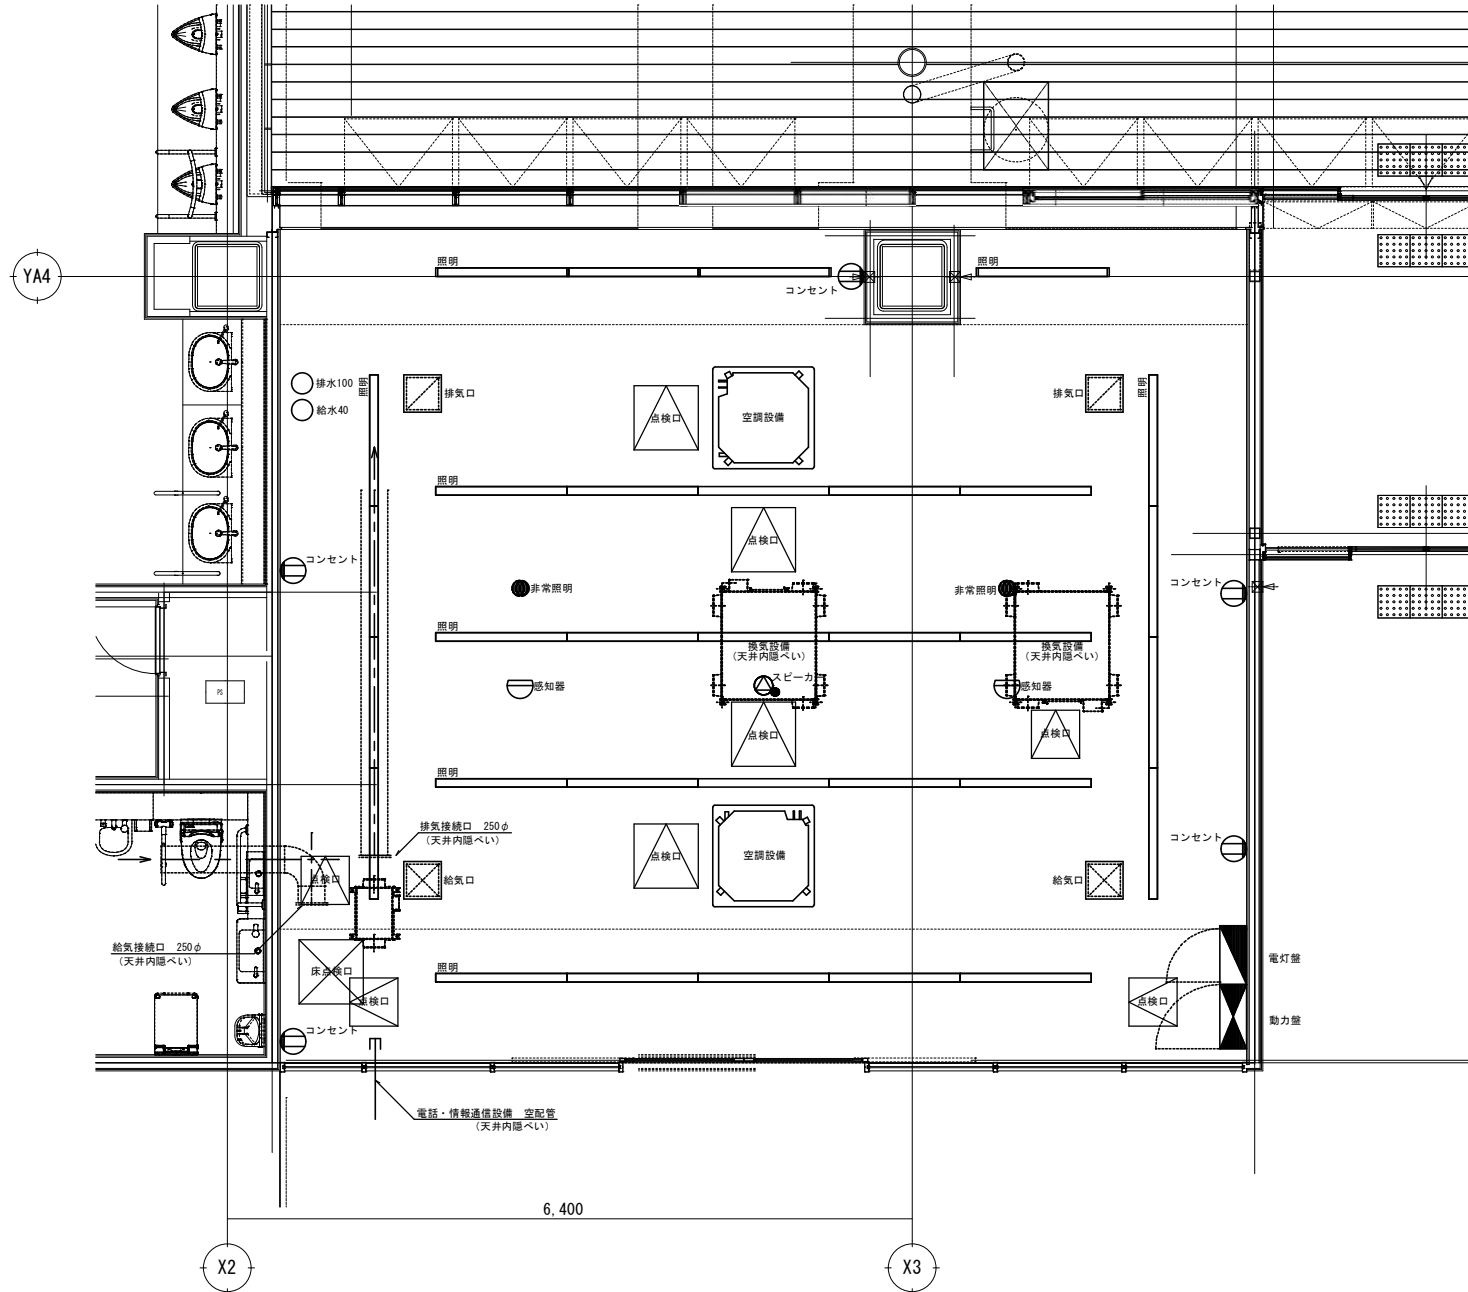 YA4
照明
照明
コンセント
排水100
給水40
照明
排気口
点検口
空調設備
排気口
照明
照明
点検口
コンセント
非常照明
非常照明
コンセント
照明
換気設備
(天井内隠ぺい)
換気設備
(天井内隠ぺい)
スピーカー
感知器
感知器
PS
点検口
点検口
照明
排気接続口 250φ
(天井内隠ぺい)
コンセント
点検口
空調設備
点検口
給気口
給気口
給気接続口 250φ
(天井内隠ぺい)
床点検口
照明
電灯盤
点検口
点検口
動力盤
コンセント
電話・情報通信設備 空配管
(天井内隠ぺい)
6,400
X2
X3